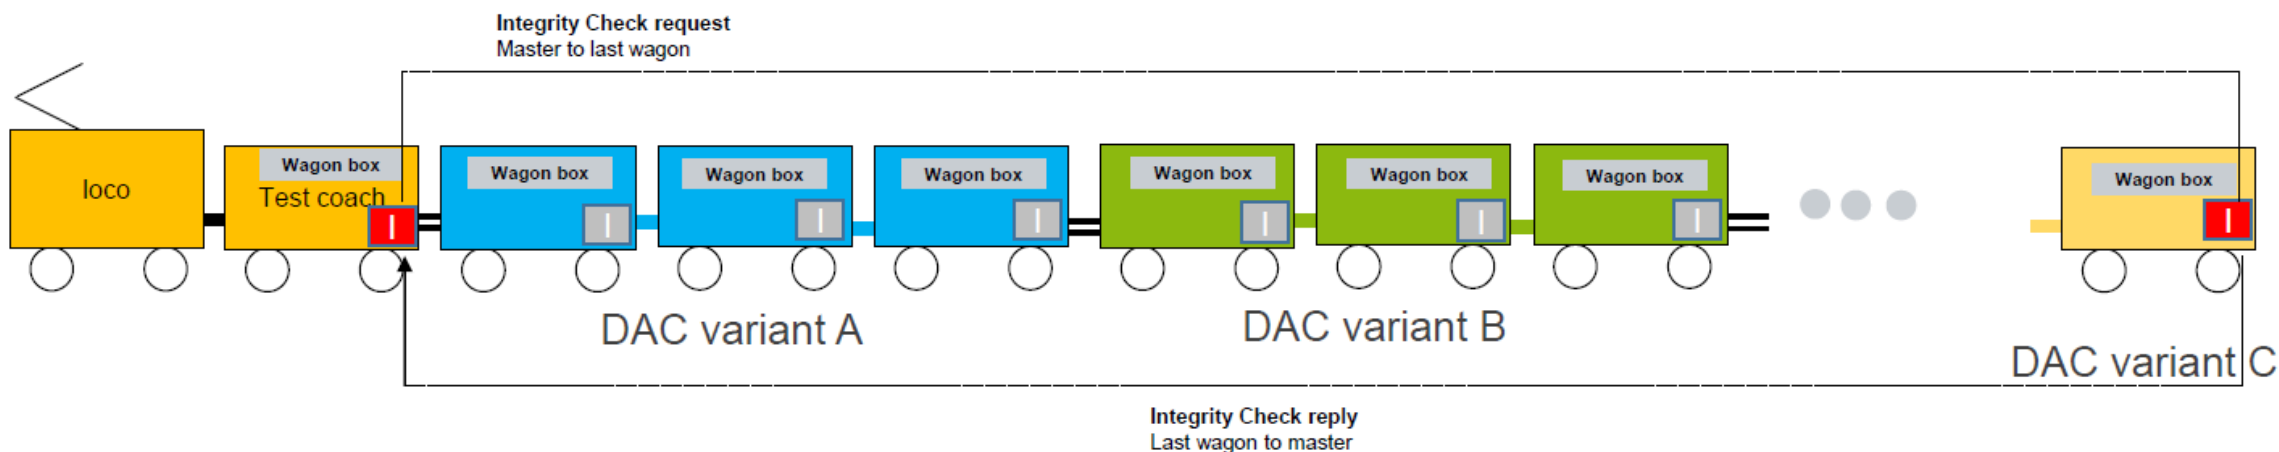 Integrity Check request
Master to last wagon
loco
Wagon box
Test coach
I
Wagon box
I
Wagon box
I
Wagon box
I
Wagon box
I
Wagon box
I
Wagon box
I
Wagon box
I
DAC variant A
DAC variant B
DAC variant C
Integrity Check reply
Last wagon to master